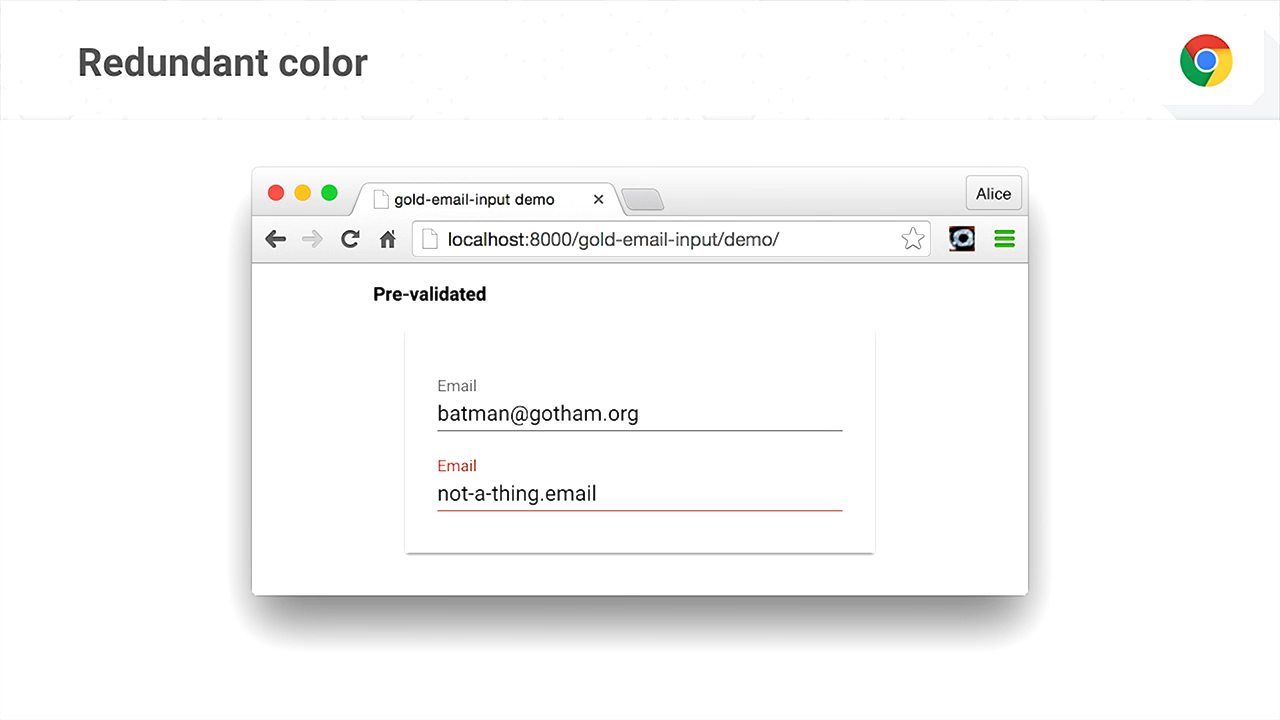 Redundant color
gold-email-input demo
Alice
localhost:8000/gold-email-input/demo/
Pre-validated
Email
batman@gotham.org
Email
not-a-thing.email